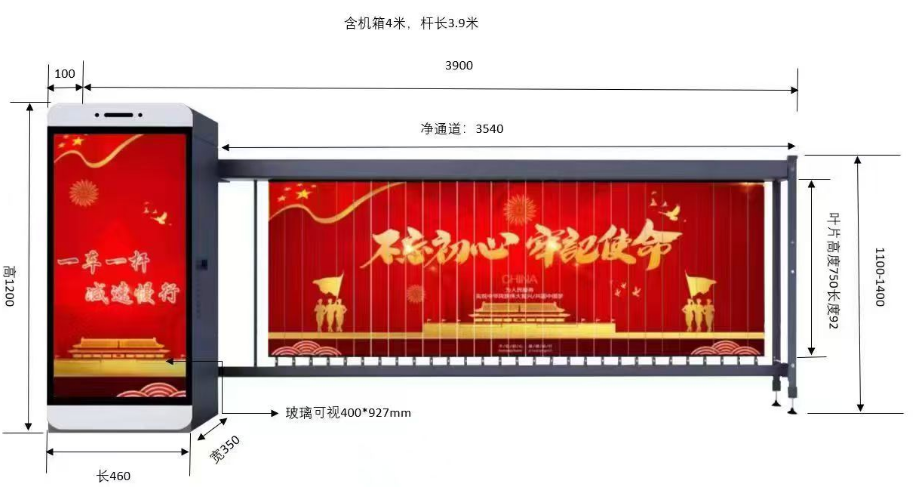 含机箱4米，杆长3.9米
3900
100
净通道：3540
一车一杆
减速慢行
不忘初心 牢记使命
CHINA
高1200
叶片高度750长度92
1100-1400
玻璃可视400*927mm
宽350
长460